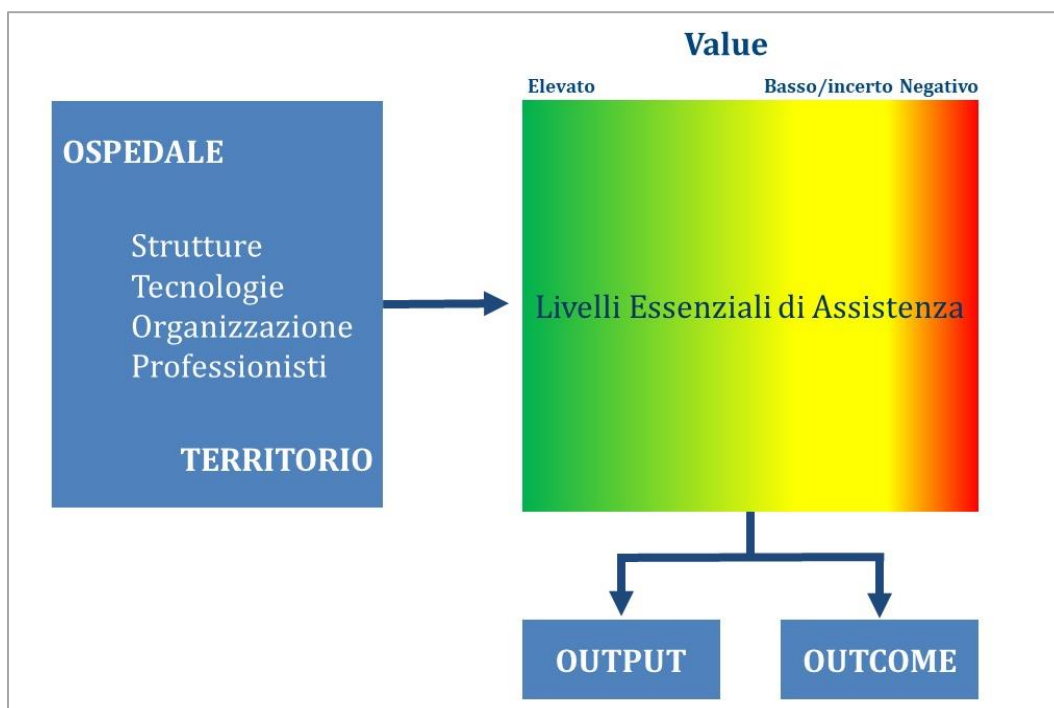 Value
Elevato Basso/incerto Negativo
OSPEDALE
Strutture
Tecnologie
Organizzazione
Professionisti
TERRITORIO
Livelli Essenziali di Assistenza
OUTPUT
OUTCOME